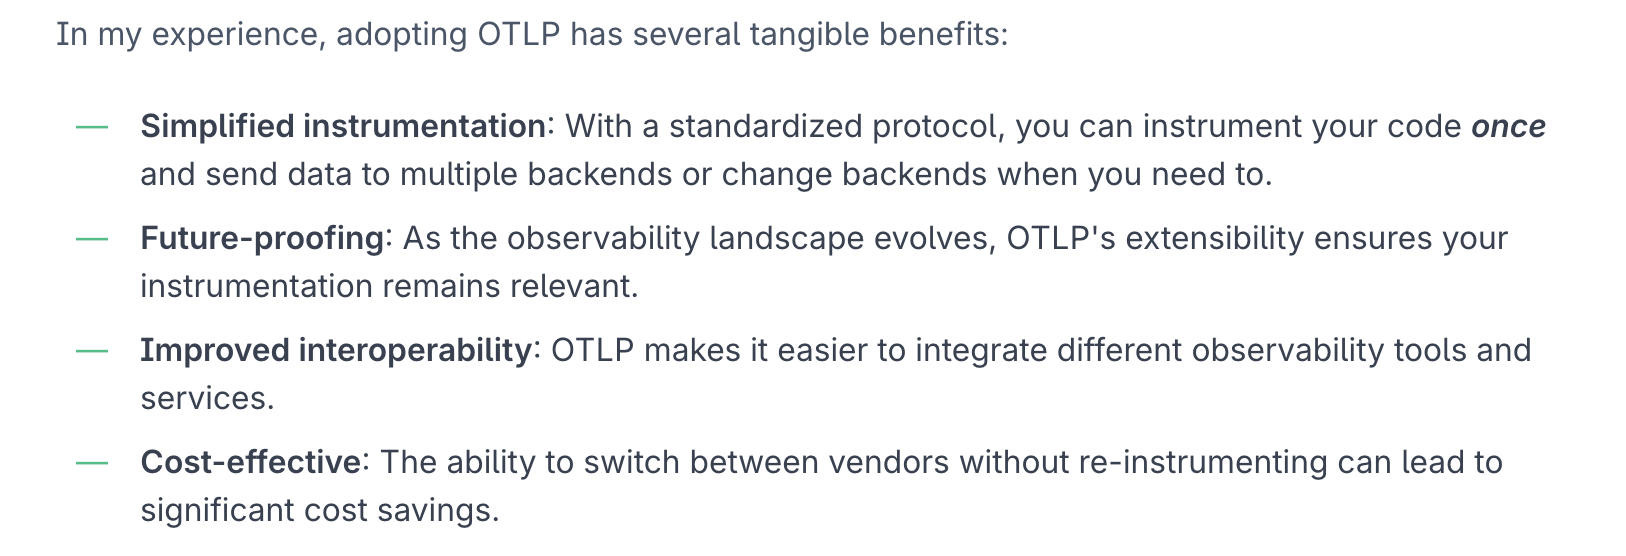 In my experience, adopting OTLP has several tangible benefits:
— Simplified instrumentation: With a standardized protocol, you can instrument your code once
and send data to multiple backends or change backends when you need to.
— Future-proofing: As the observability landscape evolves, OTLP's extensibility ensures your
instrumentation remains relevant.
— Improved interoperability: OTLP makes it easier to integrate different observability tools and
services.
— Cost-effective: The ability to switch between vendors without re-instrumenting can lead to
significant cost savings.